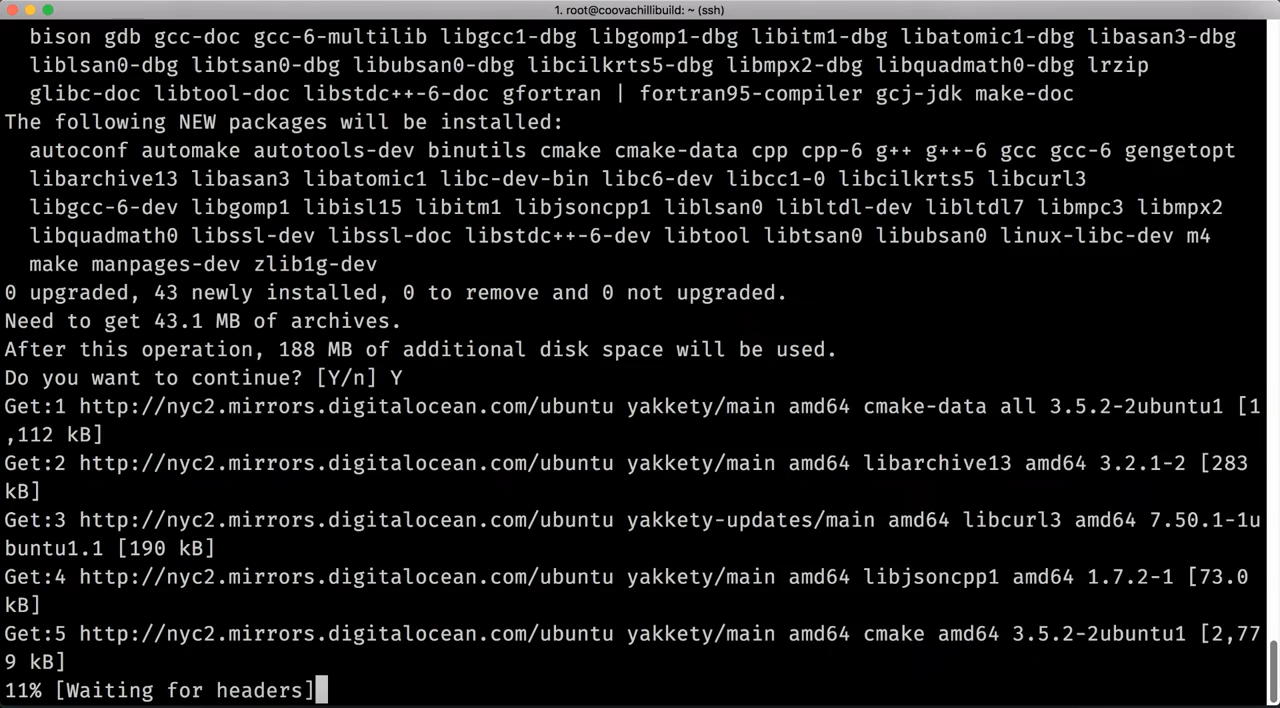 1. root@coovachillibuild: ~ (ssh)
bison gdb gcc-doc gcc-6-multilib libgcc1-dbg libgomp1-dbg libitm1-dbg libatomic1-dbg libasan3-dbg
liblsan0-dbg libtsan0-dbg libubsan0-dbg libcilkrts5-dbg libmpx2-dbg libquadmath0-dbg lrzip
glibc-doc libtool-doc libstdc++-6-doc gfortran | fortran95-compiler gcj-jdk make-doc
The following NEW packages will be installed:
autoconf automake autotools-dev binutils cmake cmake-data cpp cpp-6 g++ g++-6 gcc gcc-6 gengetopt
libarchive13 libasan3 libatomic1 libc-dev-bin libc6-dev libcc1-0 libcilkrts5 libcurl3
libgcc-6-dev libgomp1 libisl15 libitm1 libjsoncpp1 liblsan0 libltdl-dev libltdl7 libmpc3 libmpx2
libquadmath0 libssl-dev libssl-doc libstdc++-6-dev libtool libtsan0 libubsan0 linux-libc-dev m4
make manpages-dev zlib1g-dev
0 upgraded, 43 newly installed, 0 to remove and 0 not upgraded.
Need to get 43.1 MB of archives.
After this operation, 188 MB of additional disk space will be used.
Do you want to continue? [Y/n] Y
Get:1 http://nyc2.mirrors.digitalocean.com/ubuntu yakkety/main amd64 cmake-data all 3.5.2-2ubuntu1 [1
,112 kB]
Get:2 http://nyc2.mirrors.digitalocean.com/ubuntu yakkety/main amd64 libarchive13 amd64 3.2.1-2 [283
kB]
Get:3 http://nyc2.mirrors.digitalocean.com/ubuntu yakkety-updates/main amd64 libcurl3 amd64 7.50.1-1u
buntu1.1 [190 kB]
Get:4 http://nyc2.mirrors.digitalocean.com/ubuntu yakkety/main amd64 libjsoncpp1 amd64 1.7.2-1 [73.0
kB]
Get:5 http://nyc2.mirrors.digitalocean.com/ubuntu yakkety/main amd64 cmake amd64 3.5.2-2ubuntu1 [2,77
9 kB]
11% [Waiting for headers]